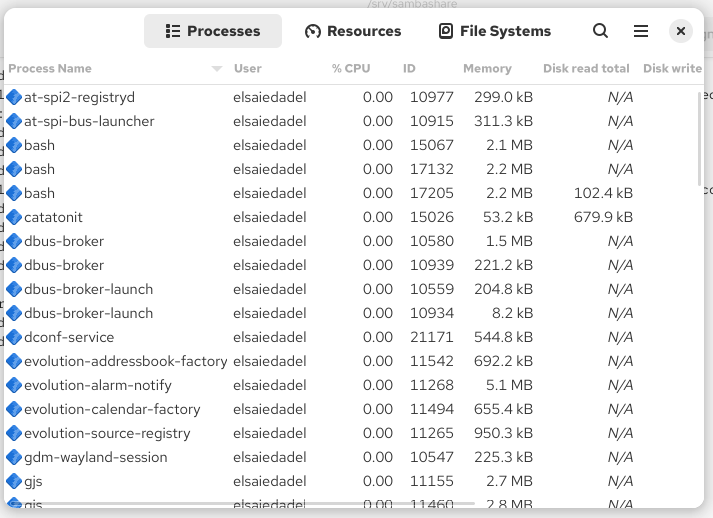 /srv/sambashare
Processes Resources File Systems
Process Name User % CPU ID Memory Disk read total Disk write
at-spi2-registryd elsaiedadel 0.00 10977 299.0 kB N/A
at-spi-bus-launcher elsaiedadel 0.00 10915 311.3 kB N/A
bash elsaiedadel 0.00 15067 2.1 MB N/A
bash elsaiedadel 0.00 17132 2.2 MB N/A
bash elsaiedadel 0.00 17205 2.2 MB 102.4 kB
catatonit elsaiedadel 0.00 15026 53.2 kB 679.9 kB
dbus-broker elsaiedadel 0.00 10580 1.5 MB N/A
dbus-broker elsaiedadel 0.00 10939 221.2 kB N/A
dbus-broker-launch elsaiedadel 0.00 10559 204.8 kB N/A
dbus-broker-launch elsaiedadel 0.00 10934 8.2 kB N/A
dconf-service elsaiedadel 0.00 21171 544.8 kB N/A
evolution-addressbook-factory elsaiedadel 0.00 11542 692.2 kB N/A
evolution-alarm-notify elsaiedadel 0.00 11268 5.1 MB N/A
evolution-calendar-factory elsaiedadel 0.00 11494 655.4 kB N/A
evolution-source-registry elsaiedadel 0.00 11265 950.3 kB N/A
gdm-wayland-session elsaiedadel 0.00 10547 225.3 kB N/A
gjs elsaiedadel 0.00 11155 2.7 MB N/A
gjs elsaiedadel 0.00 11460 2.8 MB N/A